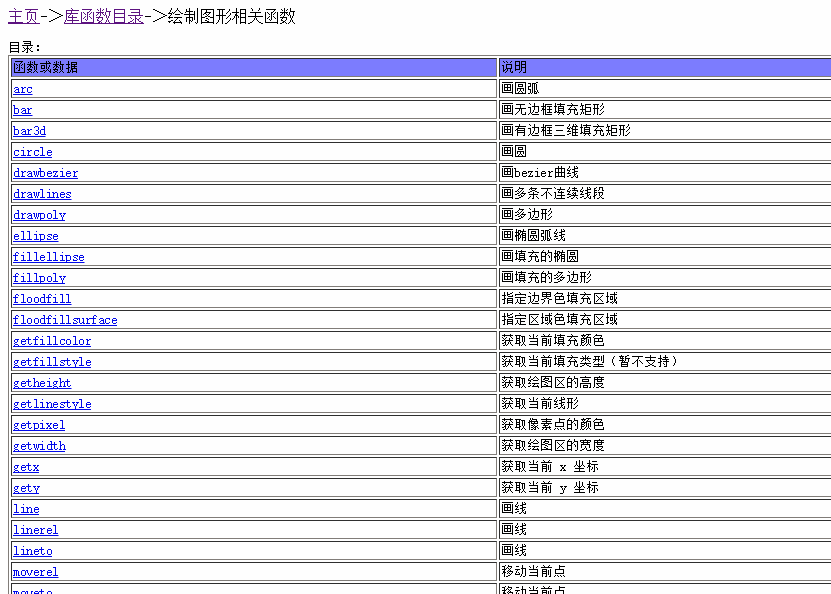 主页->库函数目录->绘制图形相关函数
目录：
函数或数据 说明
arc 画圆弧
bar 画无边框填充矩形
bar3d 画有边框三维填充矩形
circle 画圆
drawbezier 画bezier曲线
drawlines 画多条不连续线段
drawpoly 画多边形
ellipse 画椭圆弧线
fillellipse 画填充的椭圆
fillpoly 画填充的多边形
floodfill 指定边界色填充区域
floodfillsurface 指定区域色填充区域
getfillcolor 获取当前填充颜色
getfillstyle 获取当前填充类型（暂不支持）
getheight 获取绘图区的高度
getlinestyle 获取当前线形
getpixel 获取像素点的颜色
getwidth 获取绘图区的宽度
getx 获取当前 x 坐标
gety 获取当前 y 坐标
line 画线
linerel 画线
lineto 画线
moverel 移动当前点
moveto 移动当前点